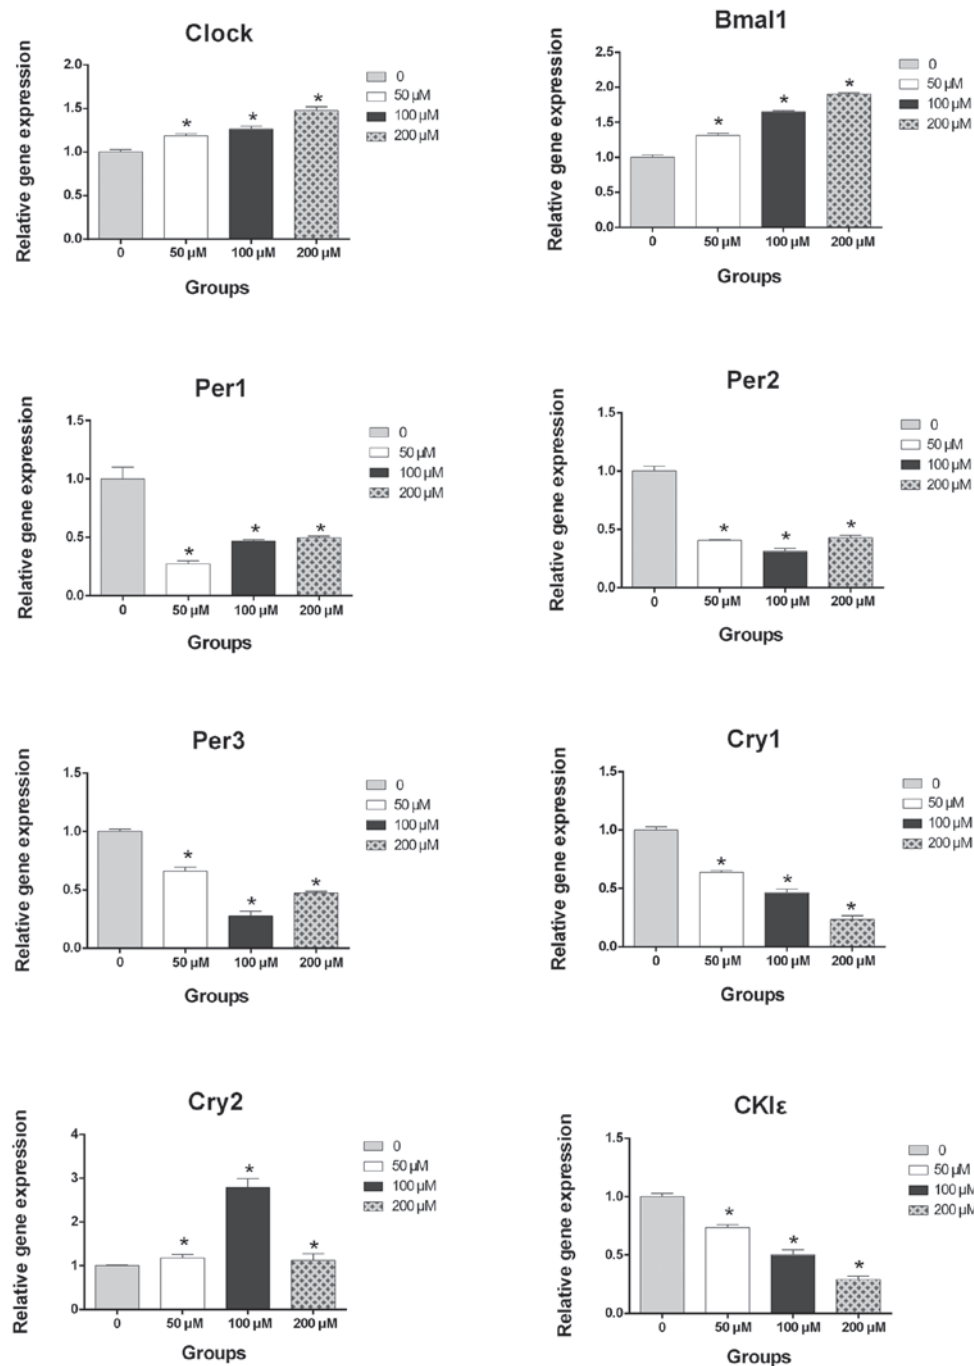 Clock
Relative gene expression
2.0
1.5
1.0
0.5
0.0
*
*
*
0
50 µM
100 µM
200 µM
Groups
0
50 µM
100 µM
200 µM
Bmal1
Relative gene expression
2.5
2.0
1.5
1.0
0.5
0.0
*
*
*
0
50 µM
100 µM
200 µM
Groups
0
50 µM
100 µM
200 µM
Per1
Relative gene expression
1.5
1.0
0.5
0.0
*
*
*
0
50 µM
100 µM
200 µM
Groups
0
50 µM
100 µM
200 µM
Per2
Relative gene expression
1.5
1.0
0.5
0.0
*
*
*
0
50 µM
100 µM
200 µM
Groups
0
50 µM
100 µM
200 µM
Per3
Relative gene expression
1.5
1.0
0.5
0.0
*
*
*
0
50 µM
100 µM
200 µM
Groups
0
50 µM
100 µM
200 µM
Cry1
Relative gene expression
1.5
1.0
0.5
0.0
*
*
*
0
50 µM
100 µM
200 µM
Groups
0
50 µM
100 µM
200 µM
Cry2
Relative gene expression
4
3
2
1
0
*
*
*
0
50 µM
100 µM
200 µM
Groups
0
50 µM
100 µM
200 µM
CKIε
Relative gene expression
1.5
1.0
0.5
0.0
*
*
*
0
50 µM
100 µM
200 µM
Groups
0
50 µM
100 µM
200 µM